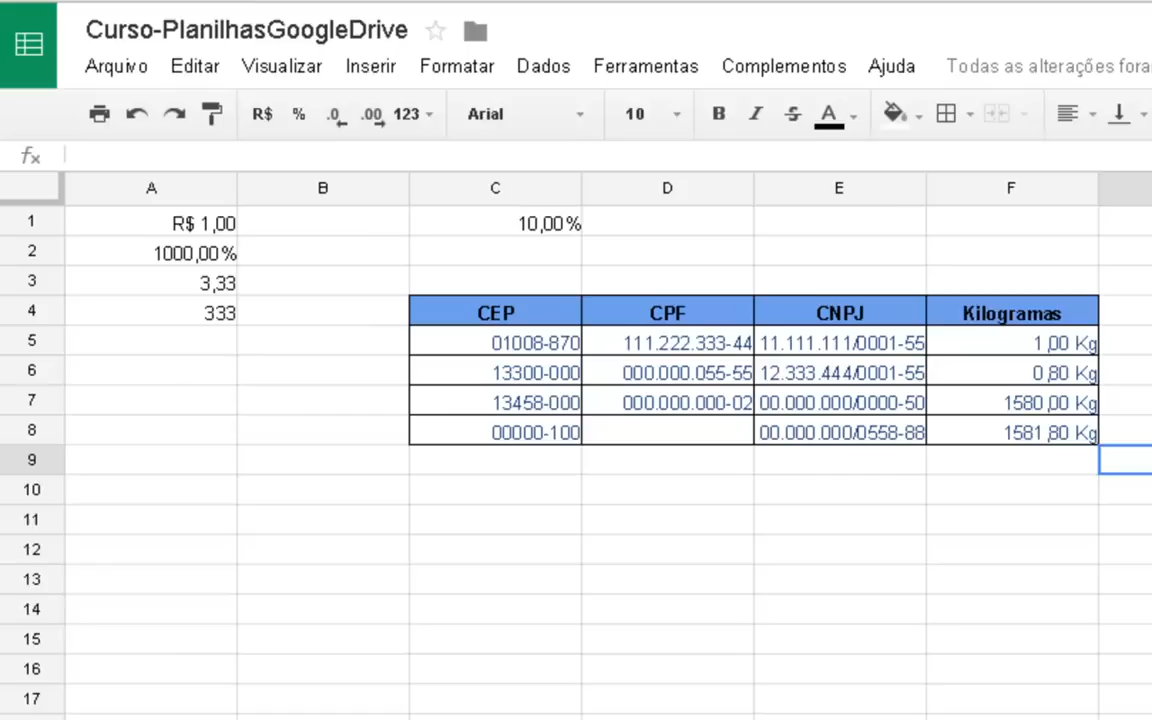 Curso-PlanilhasGoogleDrive
Arquivo Editar Visualizar Inserir Formatar Dados Ferramentas Complementos Ajuda Todas as alterações fora
R$ % .0 .00 123 Arial 10 B I S A
fx
A B C D E F
1 R$ 1,00 10,00%
2 1000,00%
3 3,33
4 333 CEP CPF CNPJ Kilogramas
5 01008-870 111.222.333-44 11.111.111/0001-55 1,00 Kg
6 13300-000 000.000.055-55 12.333.444/0001-55 0,80 Kg
7 13458-000 000.000.000-02 00.000.000/0000-50 1580,00 Kg
8 00000-100 00.000.000/0558-88 1581,80 Kg
9
10
11
12
13
14
15
16
17